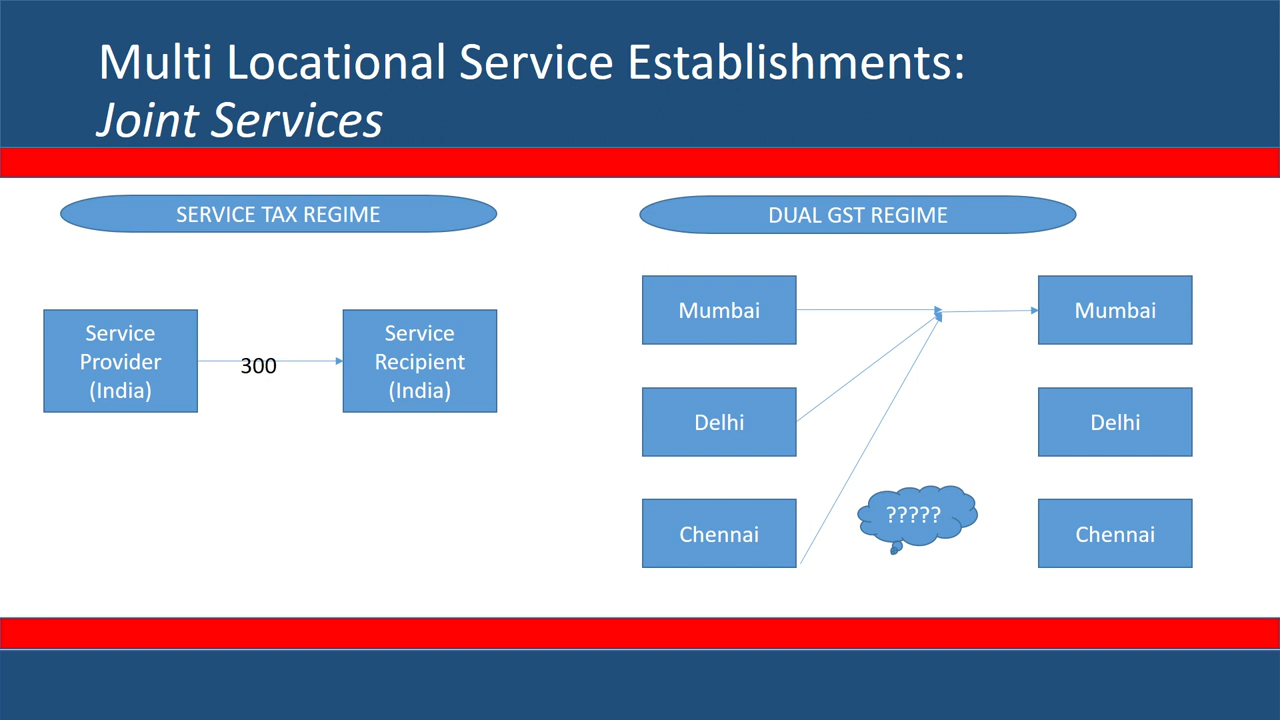 Multi Locational Service Establishments:
Joint Services
SERVICE TAX REGIME
Service
Provider
(India)
300
Service
Recipient
(India)
DUAL GST REGIME
Mumbai
Mumbai
Delhi
Delhi
?????
Chennai
Chennai